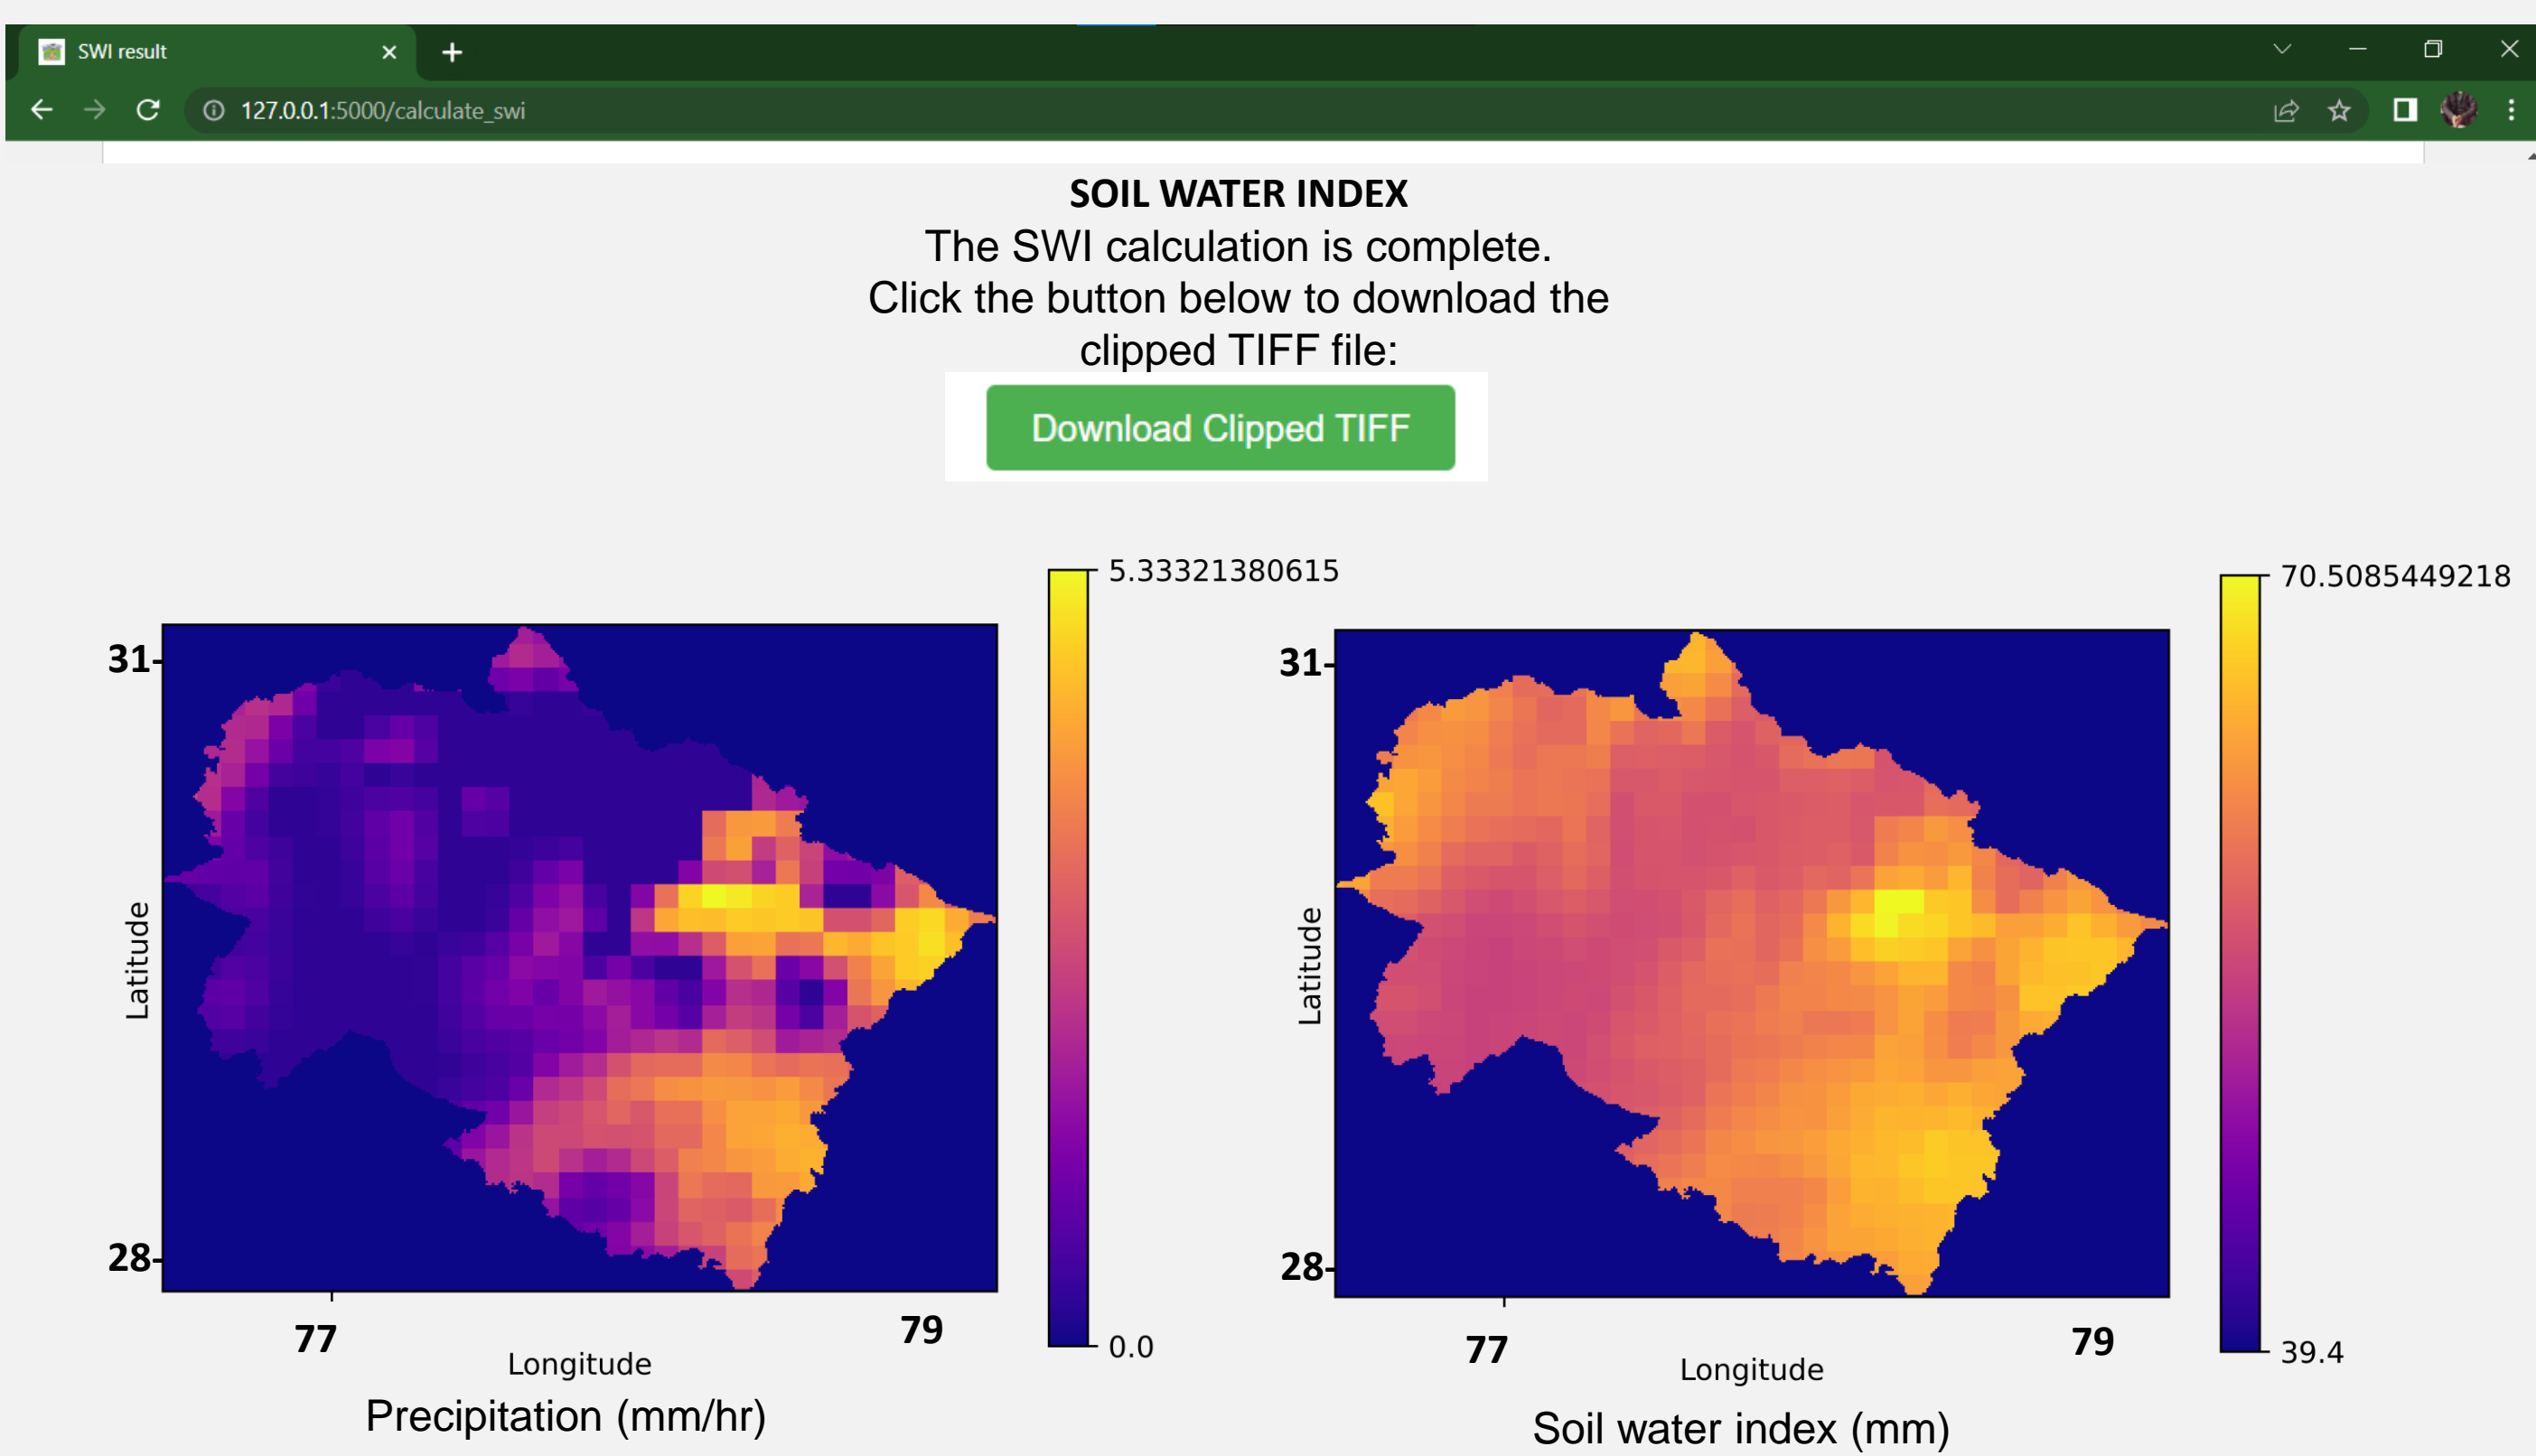 SWI result
127.0.0.1:5000/calculate_swi
SOIL WATER INDEX
The SWI calculation is complete.
Click the button below to download the
clipped TIFF file:
Download Clipped TIFF
5.33321380615
31-
Latitude
28-
77
79
0.0
Longitude
Precipitation (mm/hr)
70.5085449218
31-
Latitude
28-
77
79
39.4
Longitude
Soil water index (mm)